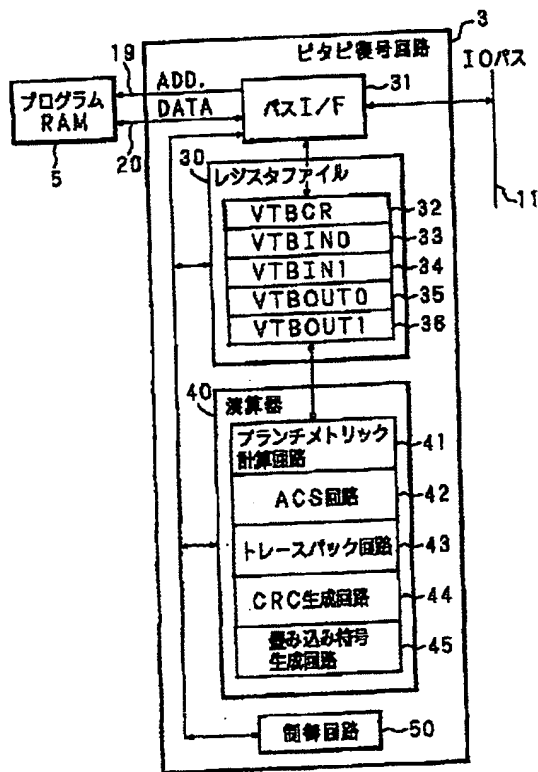 3
ビタビ復号回路
19
ADD.
31
IOバス
プログラム
RAM
DATA
バスI/F
5
20
30
レジスタファイル
11
VTBCR
32
VTBIN0
33
VTBIN1
34
VTBOUT0
35
VTBOUT1
36
40
演算器
ブランチメトリック
計算回路
41
ACS回路
42
トレースバック回路
43
CRC生成回路
44
畳み込み符号
生成回路
45
制御回路
50